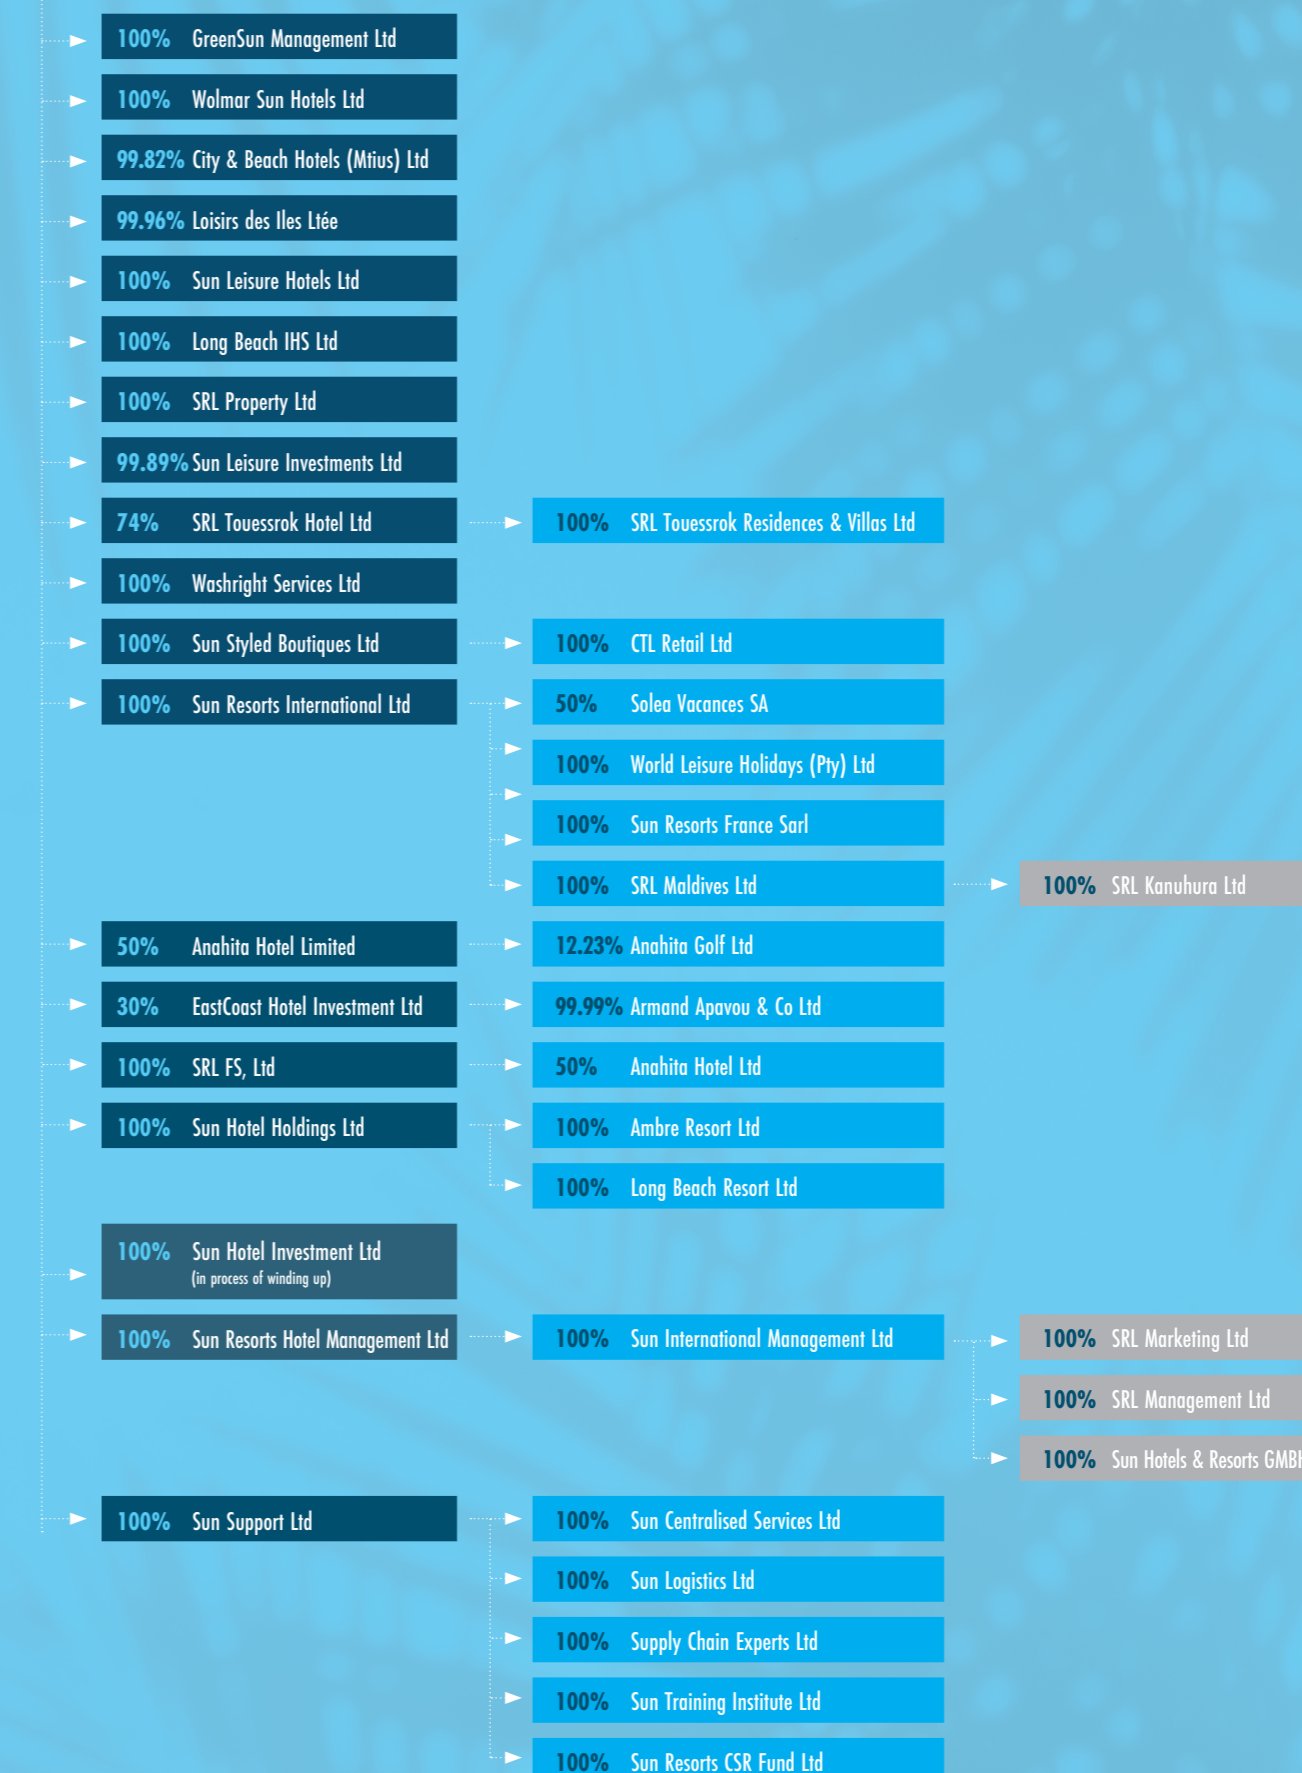 100% GreenSun Management Ltd
100% Wolmar Sun Hotels Ltd
99.82% City & Beach Hotels (Mtius) Ltd
99.96% Loisirs des Iles Ltée
100% Sun Leisure Hotels Ltd
100% Long Beach IHS Ltd
100% SRL Property Ltd
99.89% Sun Leisure Investments Ltd
74% SRL Touessrok Hotel Ltd
100% SRL Touessrok Residences & Villas Ltd
100% Washright Services Ltd
100% Sun Styled Boutiques Ltd
100% CTL Retail Ltd
100% Sun Resorts International Ltd
50% Solea Vacances SA
100% World Leisure Holidays (Pty) Ltd
100% Sun Resorts France Sarl
100% SRL Maldives Ltd
100% SRL Kanuhura Ltd
50% Anahita Hotel Limited
12.23% Anahita Golf Ltd
30% EastCoast Hotel Investment Ltd
99.99% Armand Apavou & Co Ltd
100% SRL FS, Ltd
50% Anahita Hotel Ltd
100% Sun Hotel Holdings Ltd
100% Ambre Resort Ltd
100% Long Beach Resort Ltd
100% Sun Hotel Investment Ltd
(in process of winding up)
100% Sun Resorts Hotel Management Ltd
100% Sun International Management Ltd
100% SRL Marketing Ltd
100% SRL Management Ltd
100% Sun Hotels & Resorts GMBH
100% Sun Support Ltd
100% Sun Centralised Services Ltd
100% Sun Logistics Ltd
100% Supply Chain Experts Ltd
100% Sun Training Institute Ltd
100% Sun Resorts CSR Fund Ltd